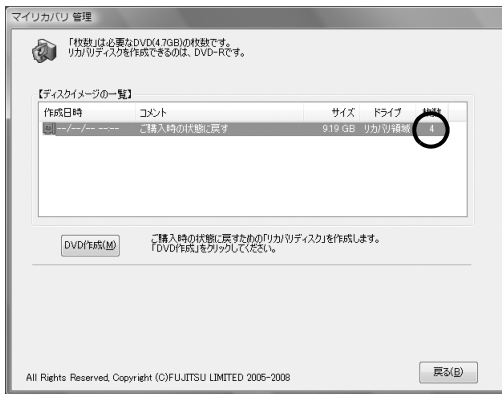 マイリカバリ 管理
「枚数」は必要なDVD(4.7GB)の枚数です。
リカバリディスクを作成できるのは、DVD-Rです。
【ディスクイメージの一覧】
作成日時 コメント サイズ ドライブ 枚数
--/--/-- --:-- ご購入時の状態に戻す 9.19 GB リカバリ領域 4
DVD作成(M)
ご購入時の状態に戻すための「リカバリディスク」を作成します。
「DVD作成」をクリックしてください。
All Rights Reserved, Copyright (C)FUJITSU LIMITED 2005-2008
戻る(B)